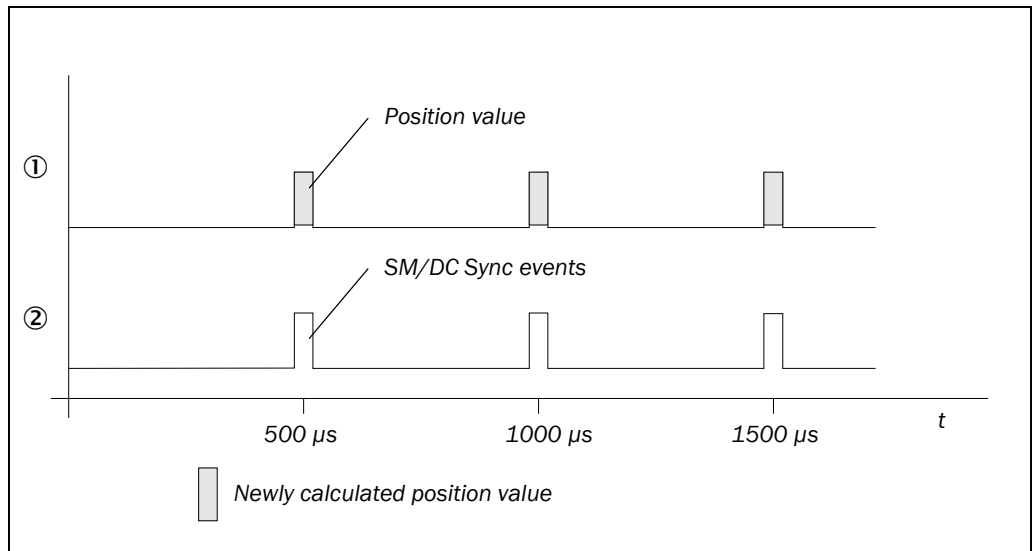 Position value
①
SM/DC Sync events
②
500 µs
1000 µs
1500 µs
t
Newly calculated position value